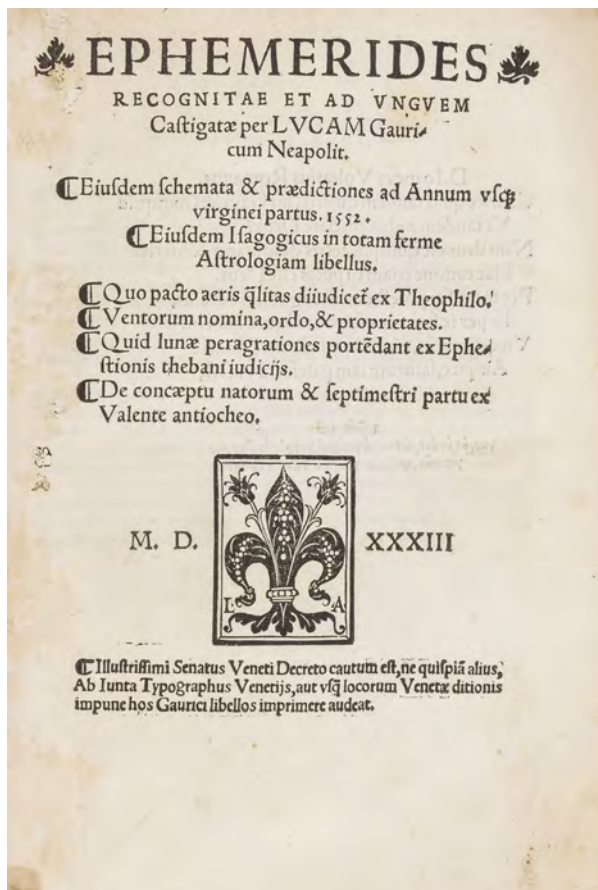 EPHEMERIDES
RECOGNITAE ET AD VNGVEM
Caſtigatæ per LVCAM Gauri⸗
cum Neapolit.
¶Eiuſdem ſchemata & prædictiones ad Annum vſqꝫ
virginei partus. 1552.
¶Eiuſdem Iſagogicus in totam ferme
Aſtrologiam libellus.
¶Quo pacto aeris q̃litas diiudicet̃ ex Theophilo.
¶Ventorum nomina, ordo, & proprietates.
¶Quid lunæ peragrationes portẽdant ex Ephe⸗
ſtionis thebani iudicijs.
¶De concæptu natorum & ſeptimeſtri partu ex
Valente antiocheo.
M. D. XXXIII
L A
¶Illuſtriſſimi Senatus Veneti Decreto cautum eſt, ne quiſpiã alius,
Ab Iunta Typographus Venetijs, aut vſq̃ locorum Venetæ ditionis
impune hos Gaurici libellos imprimere audeat.